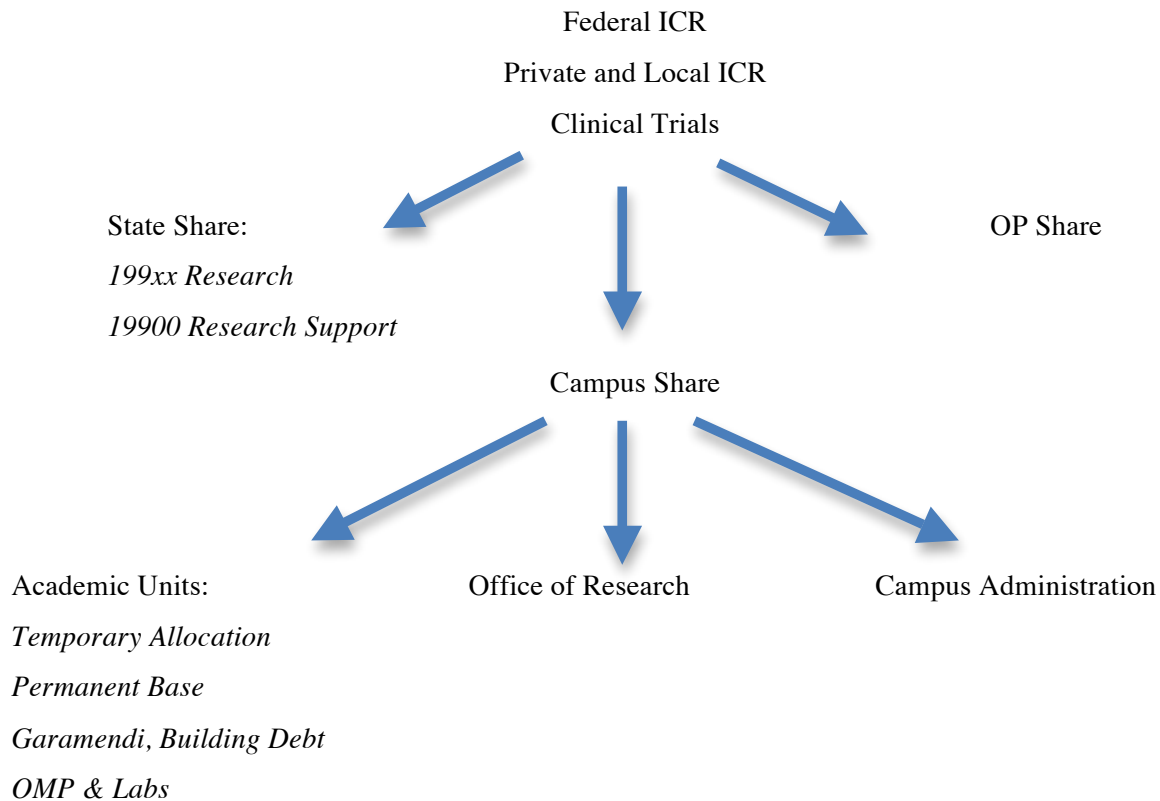 Federal ICR
Private and Local ICR
Clinical Trials
State Share:
199xx Research
19900 Research Support
OP Share
Campus Share
Academic Units:
Temporary Allocation
Permanent Base
Garamendi, Building Debt
OMP & Labs
Office of Research
Campus Administration